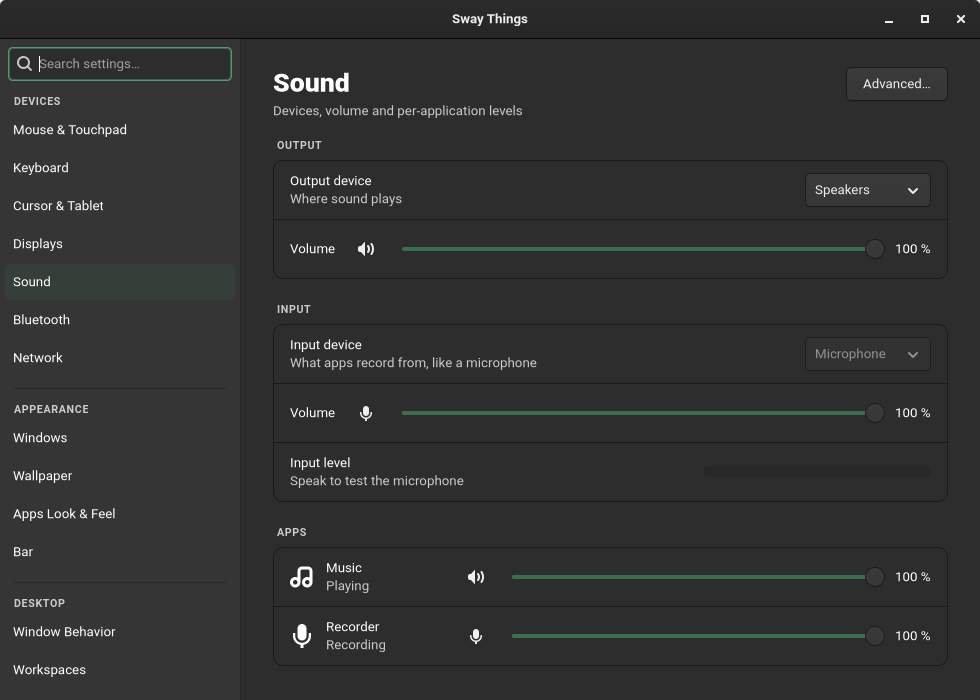 Sway Things
Search settings...
DEVICES
Mouse & Touchpad
Keyboard
Cursor & Tablet
Displays
Sound
Bluetooth
Network
APPEARANCE
Windows
Wallpaper
Apps Look & Feel
Bar
DESKTOP
Window Behavior
Workspaces
Sound
Advanced...
Devices, volume and per-application levels
OUTPUT
Output device
Where sound plays
Speakers
Volume 100 %
INPUT
Input device
What apps record from, like a microphone
Microphone
Volume 100 %
Input level
Speak to test the microphone
APPS
Music
Playing
100 %
Recorder
Recording
100 %